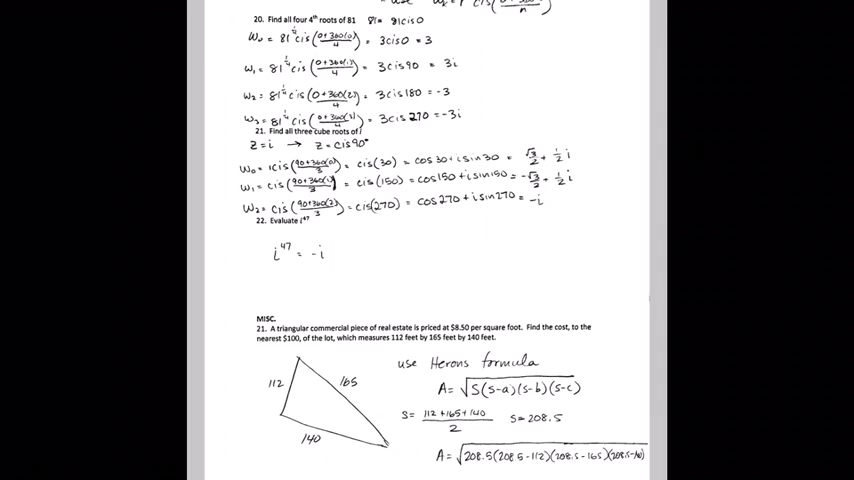 20. Find all four 4th roots of 81 81 = 81cis0
W₀ = 81^¼ cis(0+360(0)/4) = 3cis0 = 3
W₁ = 81^¼ cis(0+360(1)/4) = 3cis90 = 3i
W₂ = 81^¼ cis(0+360(2)/4) = 3cis180 = -3
W₃ = 81^¼ cis(0+360(3)/4) = 3cis270 = -3i
21. Find all three cube roots of i
Z = i → Z = cis90°
W₀ = 1cis(90+360(0)/3) = cis(30) = cos30 + isin30 = √3/2 + 1/2 i
W₁ = cis(90+360(1)/3) = cis(150) = cos150 + isin150 = -√3/2 + 1/2 i
W₂ = cis(90+360(2)/3) = cis(270) = cos270 + isin270 = -i
22. Evaluate i^47
i^47 = -i
MISC.
21. A triangular commercial piece of real estate is priced at $8.50 per square foot. Find the cost, to the
nearest $100, of the lot, which measures 112 feet by 165 feet by 140 feet.
use Herons formula
112 165
A = √S(s-a)(s-b)(s-c)
S = 112+165+140/2 S = 208.5
140
A = √208.5(208.5-112)(208.5-165)(208.5-140)